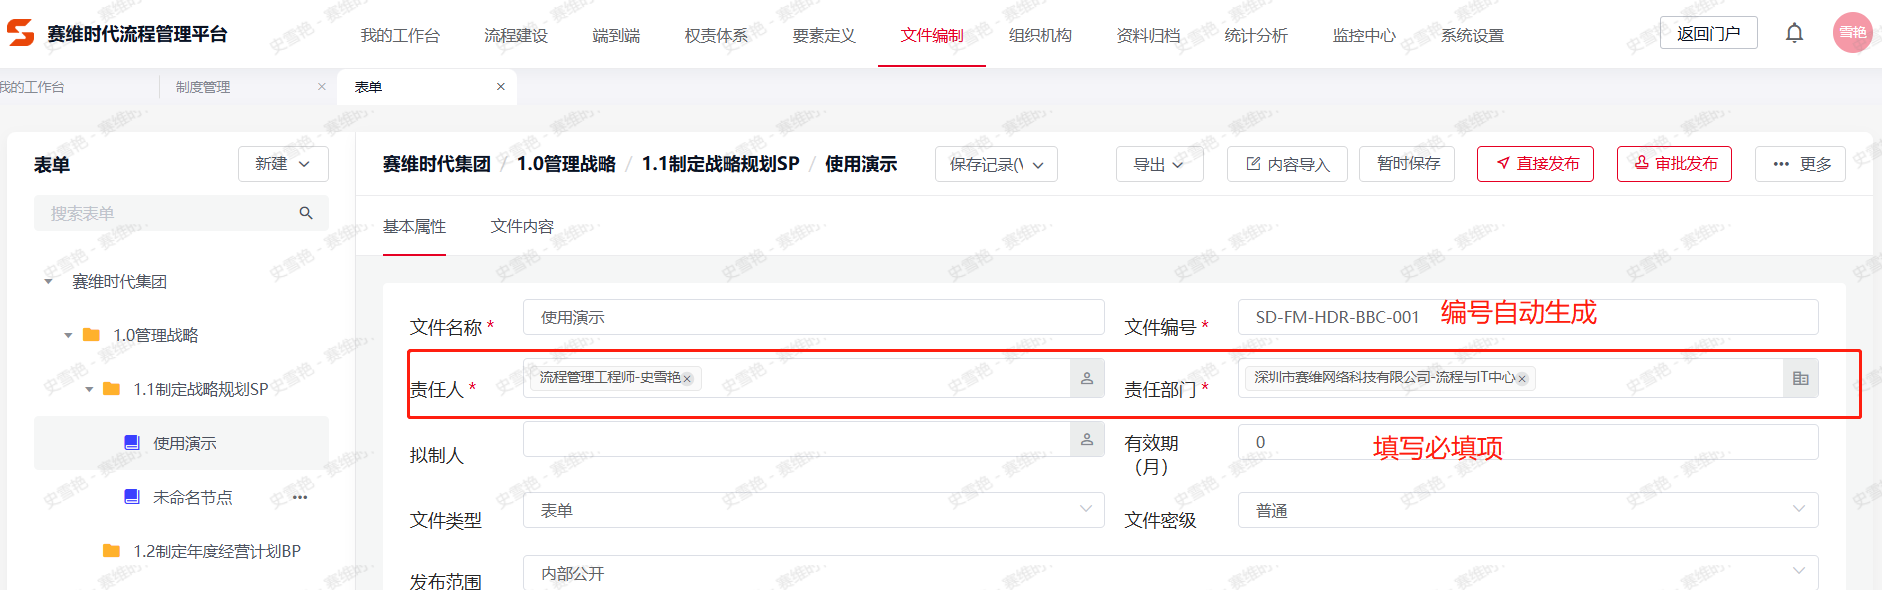 赛维时代流程管理平台
我的工作台 流程建设 端到端 权责体系 要素定义 文件编制 组织机构 资料归档 统计分析 监控中心 系统设置
返回门户
雪艳
我的工作台 制度管理 × 表单 ×
表单 新建
赛维时代集团 / 1.0管理战略 / 1.1制定战略规划SP / 使用演示
保存记录(V 导出 内容导入 暂时保存 直接发布 审批发布 ··· 更多
搜索表单
基本属性 文件内容
赛维时代集团
1.0管理战略
1.1制定战略规划SP
使用演示
未命名节点 ···
1.2制定年度经营计划BP
文件名称 * 使用演示 文件编号 * SD-FM-HDR-BBC-001 编号自动生成
责任人 * 流程管理工程师-史雪艳× 责任部门 * 深圳市赛维网络科技有限公司-流程与IT中心×
拟制人 有效期 0 填写必填项
（月）
文件类型 表单 文件密级 普通
发布范围 内部公开
史雪艳 - 赛维时